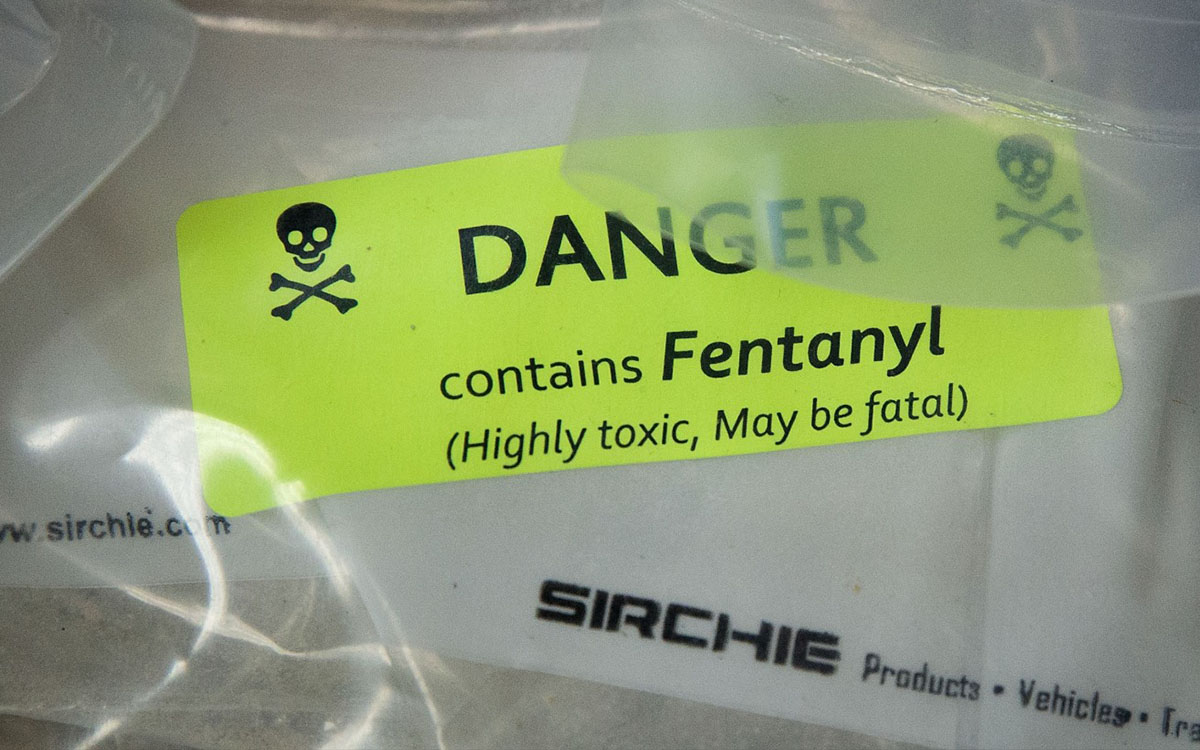 DANGER
contains Fentanyl
(Highly toxic, May be fatal)
sirchie.com
SIRCHIE Products • Vehicles •